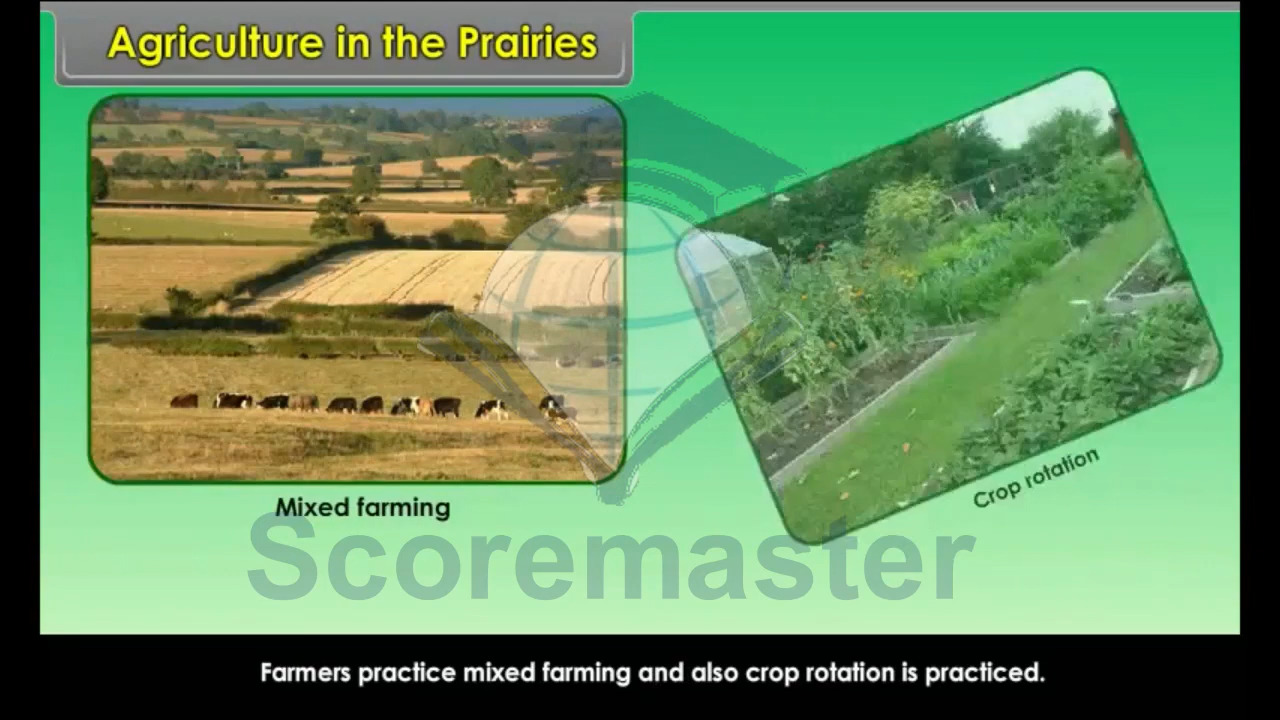 Agriculture in the Prairies
Mixed farming
Crop rotation
Scoremaster
Farmers practice mixed farming and also crop rotation is practiced.